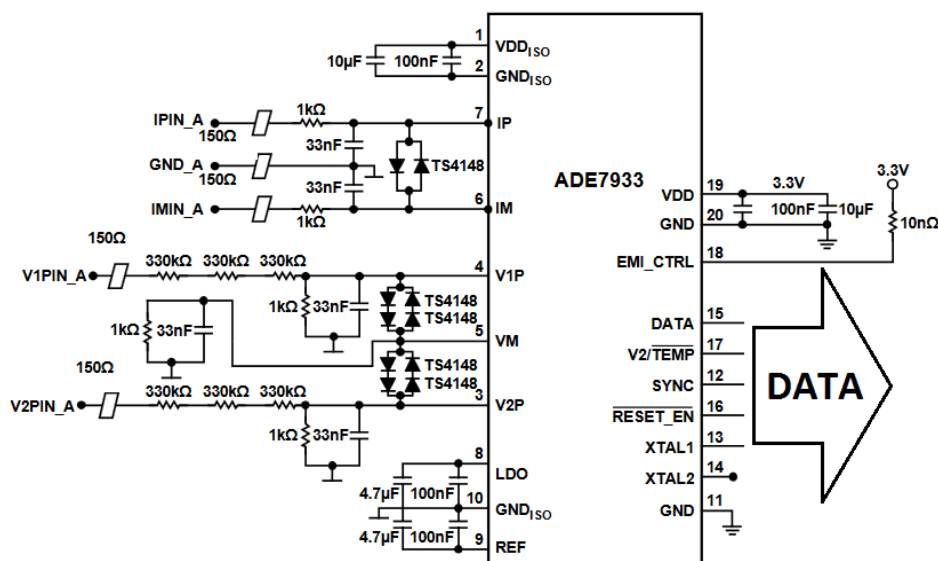 1
VDDISO
10µF
100nF
2
GNDISO
1kΩ
7
IPIN_A
IP
150Ω
33nF
GND_A
TS4148
150Ω
33nF
ADE7933
6
IMIN_A
IM
1kΩ
3.3V
19
3.3V
VDD
100nF
10µF
20
10nΩ
GND
18
EMI_CTRL
150Ω
330kΩ 330kΩ 330kΩ
4
V1PIN_A
V1P
1kΩ
33nF
TS4148
TS4148
1kΩ
33nF
5
VM
150Ω
TS4148
TS4148
330kΩ 330kΩ 330kΩ
3
V2PIN_A
V2P
1kΩ
33nF
15
DATA
17
V2/TEMP
12
SYNC
16
RESET_EN
13
XTAL1
14
XTAL2
11
GND
DATA
8
LDO
4.7µF
100nF
10
GNDISO
4.7µF
100nF
9
REF